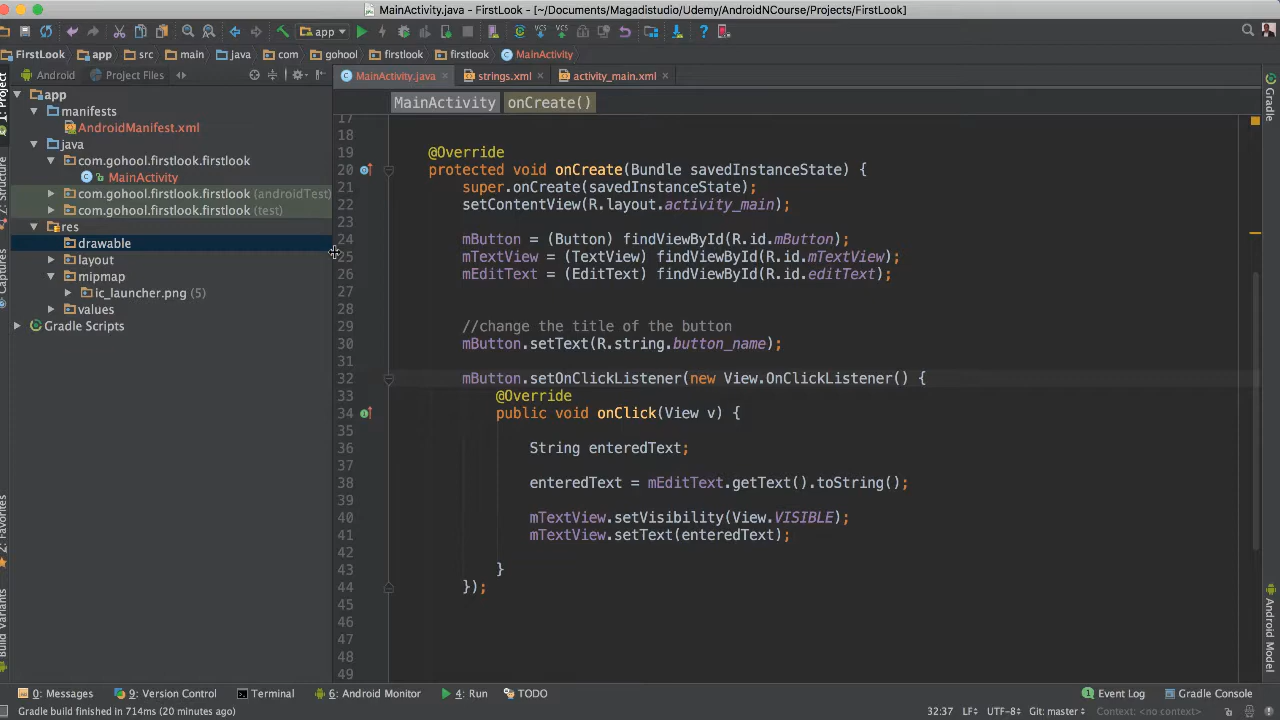 MainActivity.java - FirstLook - [~/Documents/Magadistudio/Udemy/AndroidNCourse/Projects/FirstLook]
app
FirstLook app src main java com gohool firstlook firstlook MainActivity
Android Project Files
MainActivity.java strings.xml activity_main.xml
MainActivity onCreate()
1: Project
Z: Structure
Captures
2: Favorites
Build Variants
Gradle
Android Model
app
manifests
AndroidManifest.xml
java
com.gohool.firstlook.firstlook
MainActivity
com.gohool.firstlook.firstlook (androidTest)
com.gohool.firstlook.firstlook (test)
res
drawable
layout
mipmap
ic_launcher.png (5)
values
Gradle Scripts
17
18
19 @Override
20 protected void onCreate(Bundle savedInstanceState) {
21 super.onCreate(savedInstanceState);
22 setContentView(R.layout.activity_main);
23
24 mButton = (Button) findViewById(R.id.mButton);
25 mTextView = (TextView) findViewById(R.id.mTextView);
26 mEditText = (EditText) findViewById(R.id.editText);
27
28
29 //change the title of the button
30 mButton.setText(R.string.button_name);
31
32 mButton.setOnClickListener(new View.OnClickListener() {
33 @Override
34 public void onClick(View v) {
35
36 String enteredText;
37
38 enteredText = mEditText.getText().toString();
39
40 mTextView.setVisibility(View.VISIBLE);
41 mTextView.setText(enteredText);
42
43 }
44 });
45
46
47
48
49
0: Messages 9: Version Control Terminal 6: Android Monitor 4: Run TODO Event Log Gradle Console
Gradle build finished in 714ms (20 minutes ago) 32:37 LF÷ UTF-8÷ Git: master÷ Context: <no context>